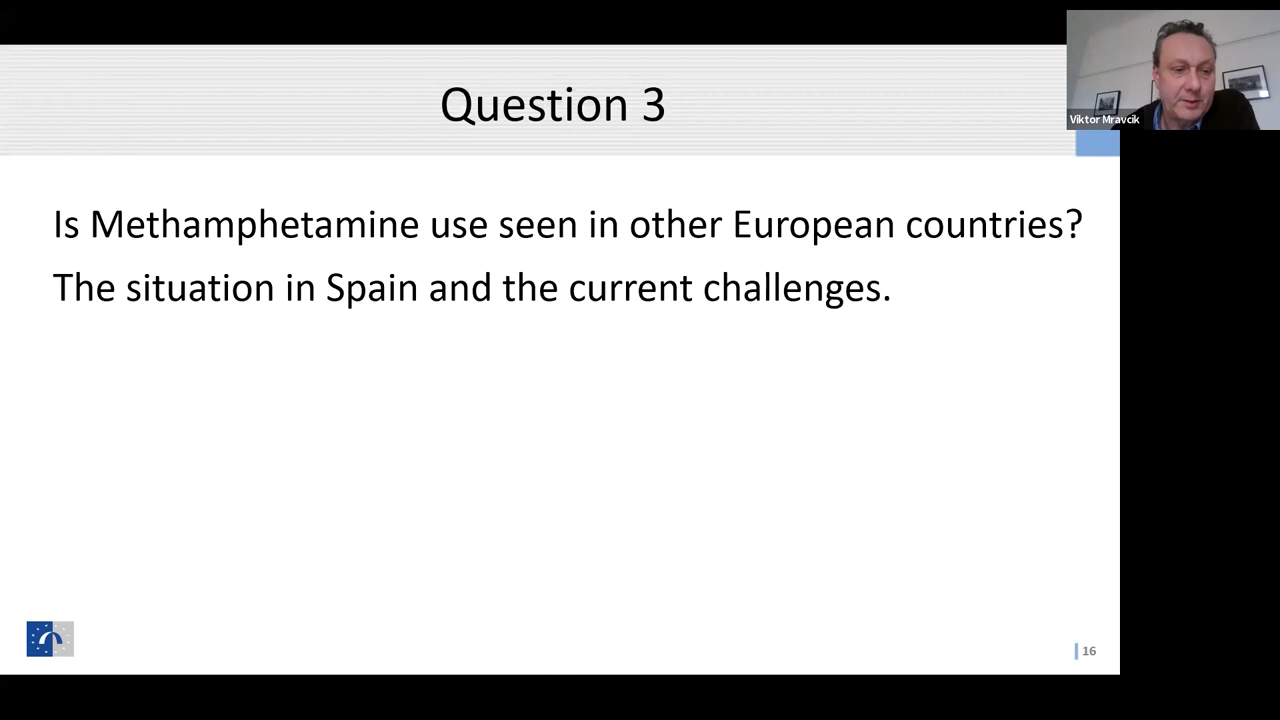 Question 3
Viktor Mravcik
Is Methamphetamine use seen in other European countries?
The situation in Spain and the current challenges.
16